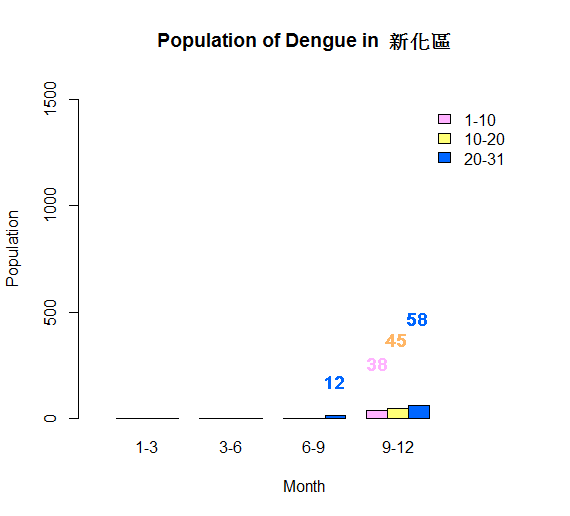 Population of Dengue in 新化區
1500
1000
500
0
Population
1-10
10-20
20-31
58
45
38
12
1-3 3-6 6-9 9-12
Month